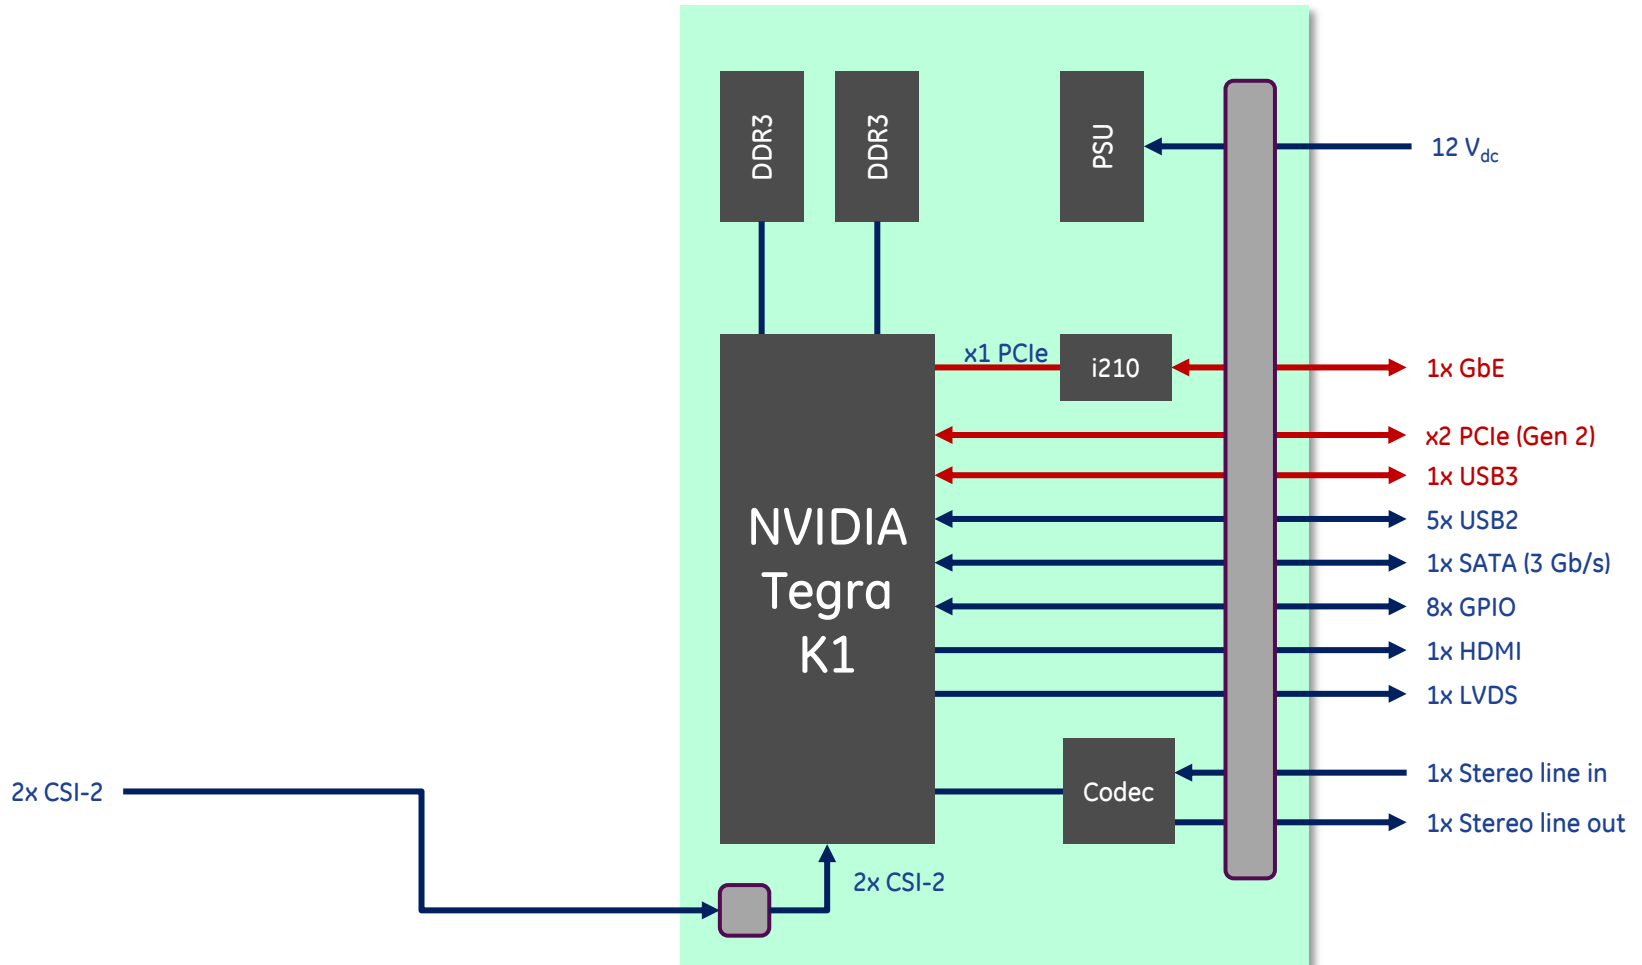 DDR3
DDR3
PSU
12 Vdc
x1 PCIe
i210
1x GbE
x2 PCIe (Gen 2)
1x USB3
NVIDIA
Tegra
K1
5x USB2
1x SATA (3 Gb/s)
8x GPIO
1x HDMI
1x LVDS
2x CSI-2
Codec
1x Stereo line in
1x Stereo line out
2x CSI-2